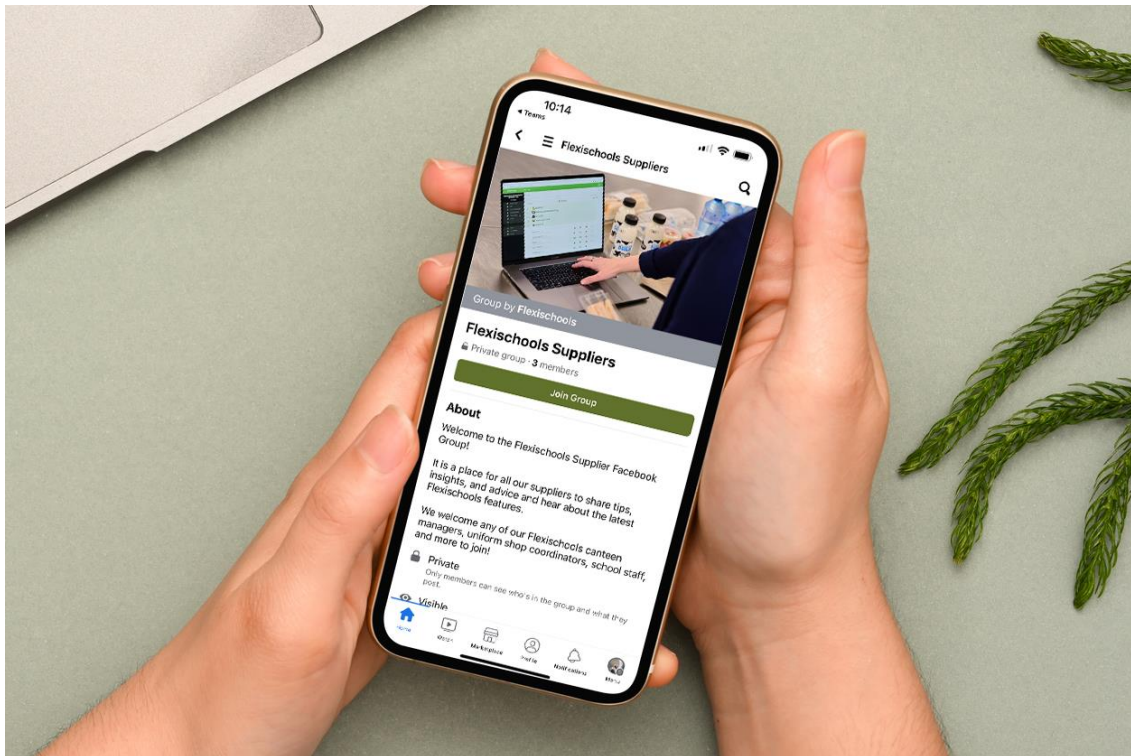 10:14
Teams
Flexischools Suppliers
Group by Flexischools
Flexischools Suppliers
Private group · 3 members
Join Group
About
Welcome to the Flexischools Supplier Facebook
Group!
It is a place for all our suppliers to share tips,
insights, and advice and hear about the latest
Flexischools features.
We welcome any of our Flexischools canteen
managers, uniform shop coordinators, school staff,
and more to join!
Private
Only members can see who's in the group and what they
post.
Visible
Home
Watch
Marketplace
Profile
Notifications
Menu